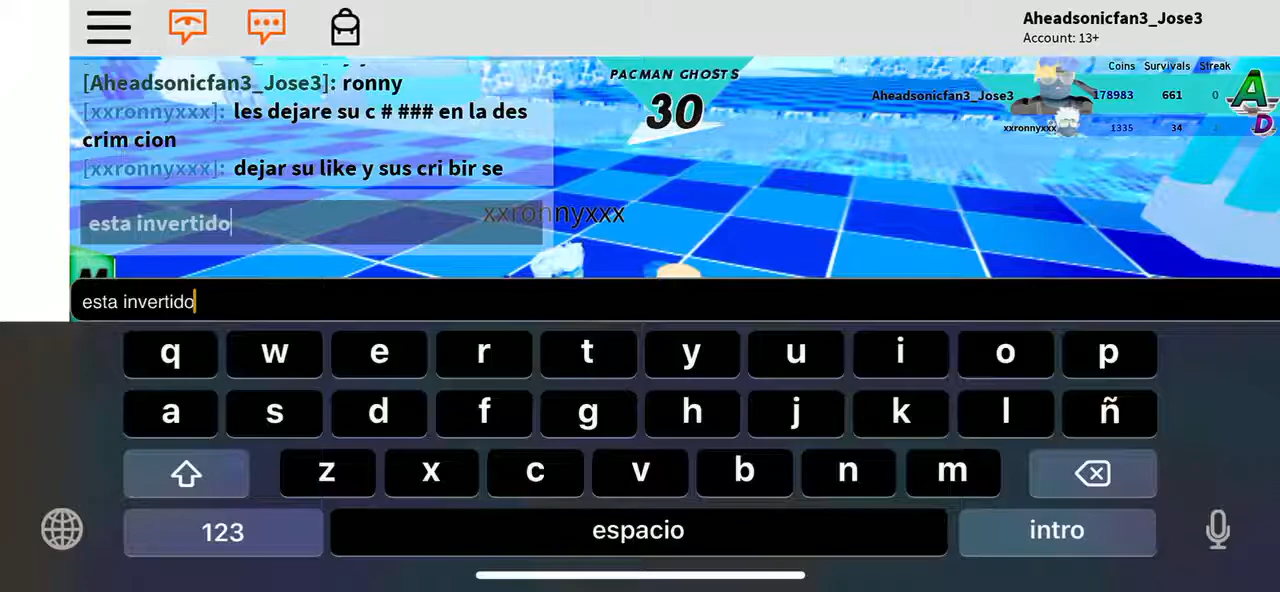 Aheadsonicfan3_Jose3
Account: 13+
[Aheadsonicfan3_Jose3]: ronny
[xxronnyxxx]: les dejare su c # ### en la des
crim cion
[xxronnyxxx]: dejar su like y sus cri bir se
esta invertido
PACMAN GHOSTS
30
Coins Survivals Streak
Aheadsonicfan3_Jose3 178983 661 0
xxronnyxxx 1335 34
A
D
xxronnyxxx
M
esta invertido
q w e r t y u i o p
a s d f g h j k l ñ
z x c v b n m
123 espacio intro